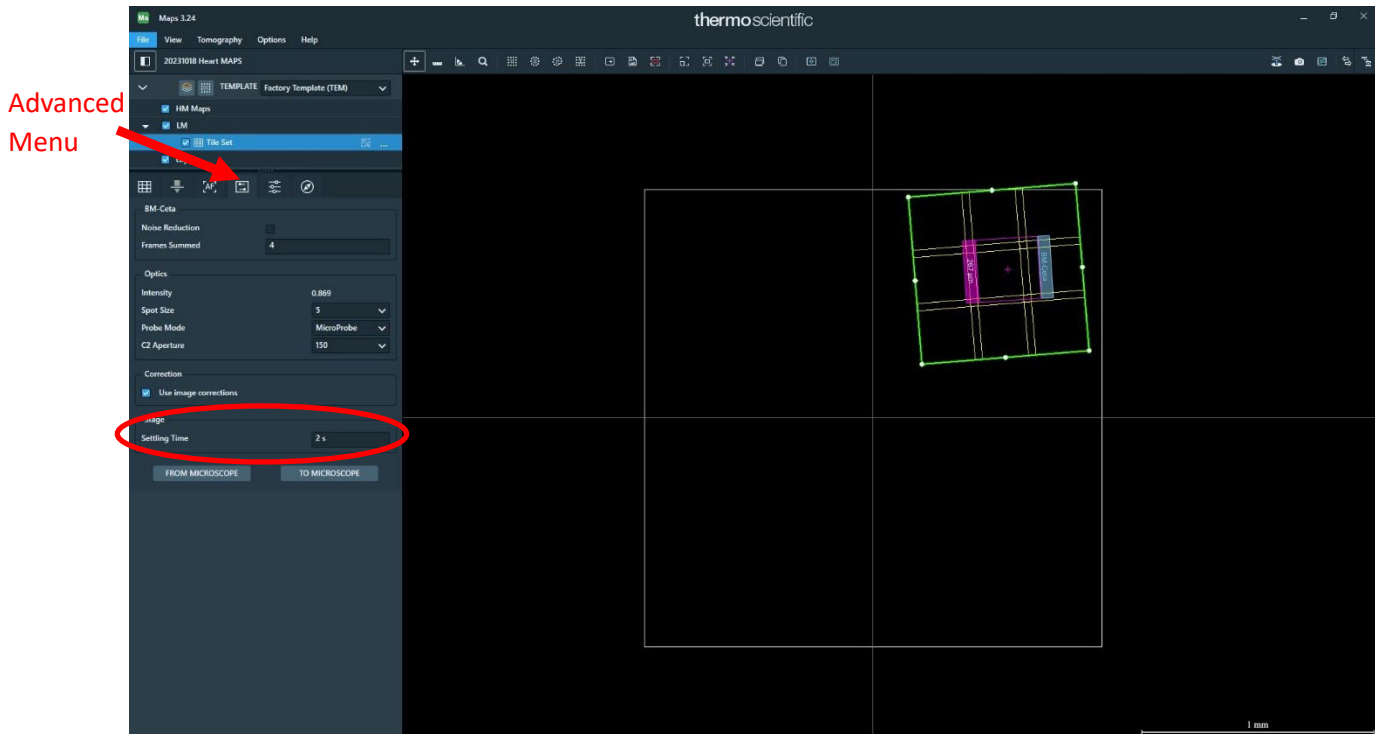 Maps 3.24
thermoscientific
File View Tomography Options Help
20231018 Heart MAPS
TEMPLATE Factory Template (TEM)
Advanced
Menu
HM Maps
LM
Tile Set
...
AF
BM-Ceta
Noise Reduction
Frames Summed 4
Optics
Intensity 0.869
Spot Size 5
Probe Mode MicroProbe
C2 Aperture 150
Correction
Use image corrections
Stage
Settling Time 2 s
FROM MICROSCOPE TO MICROSCOPE
267 µm
BM-Ceta
1 mm